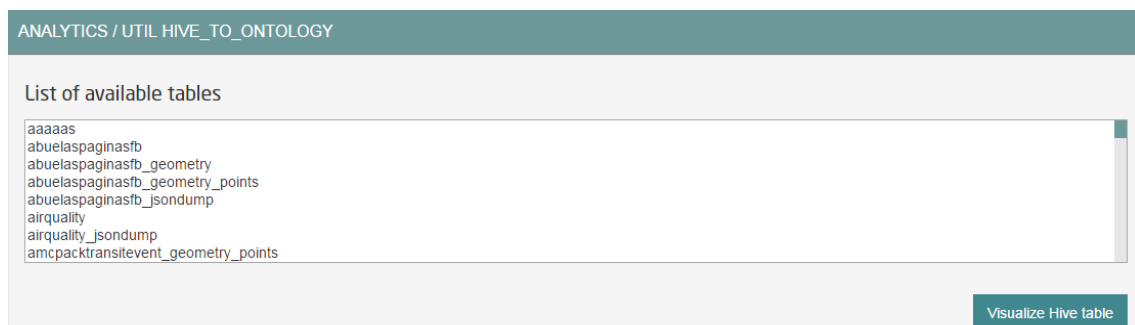 ANALYTICS / UTIL HIVE_TO_ONTOLOGY
List of available tables
aaaaas
abuelaspaginasfb
abuelaspaginasfb_geometry
abuelaspaginasfb_geometry_points
abuelaspaginasfb_jsondump
airquality
airquality_jsondump
amcpacktransitevent_geometry_points
Visualize Hive table